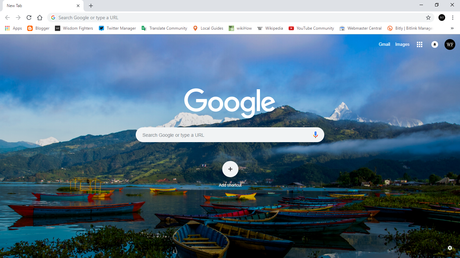 New Tab
Search Google or type a URL
Apps Blogger Wisdom Fighters Twitter Manager Translate Community Local Guides wikiHow Wikipedia YouTube Community Webmaster Central Bitly | Bitlink Manag
Gmail Images
WF
Google
Search Google or type a URL
Add shortcut